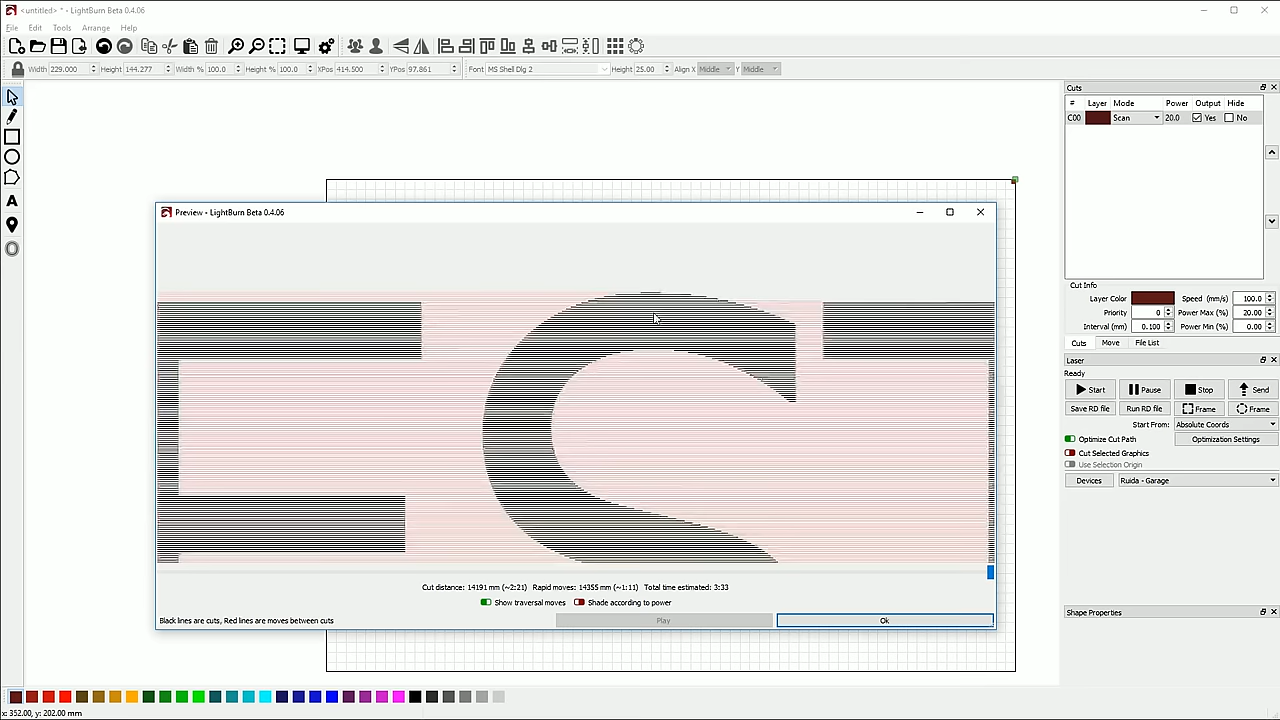 <untitled> * - LightBurn Beta 0.4.06
File Edit Tools Arrange Help
Width 229.000 Height 144.277 Width % 100.0 Height % 100.0 XPos 414.500 YPos 97.861 Font MS Shell Dlg 2 Height 25.00 Align X Middle Y Middle
Cuts
# Layer Mode Power Output Hide
C00 Scan 20.0 Yes No
A
Preview - LightBurn Beta 0.4.06
Cut Info
Layer Color Speed (mm/s) 100.0
Priority 0 Power Max (%) 20.00
Interval (mm) 0.100 Power Min (%) 0.00
Cuts Move File List
Laser
Ready
Start Pause Stop Send
Save RD file Run RD file Frame Frame
Start From: Absolute Coords
Optimize Cut Path Optimization Settings
Cut Selected Graphics
Use Selection Origin
Devices Ruida - Garage
Cut distance: 14191 mm (~2:21) Rapid moves: 14355 mm (~1:11) Total time estimated: 3:33
Show traversal moves Shade according to power
Black lines are cuts, Red lines are moves between cuts Play Ok
Shape Properties
x: 352.00, y: 202.00 mm